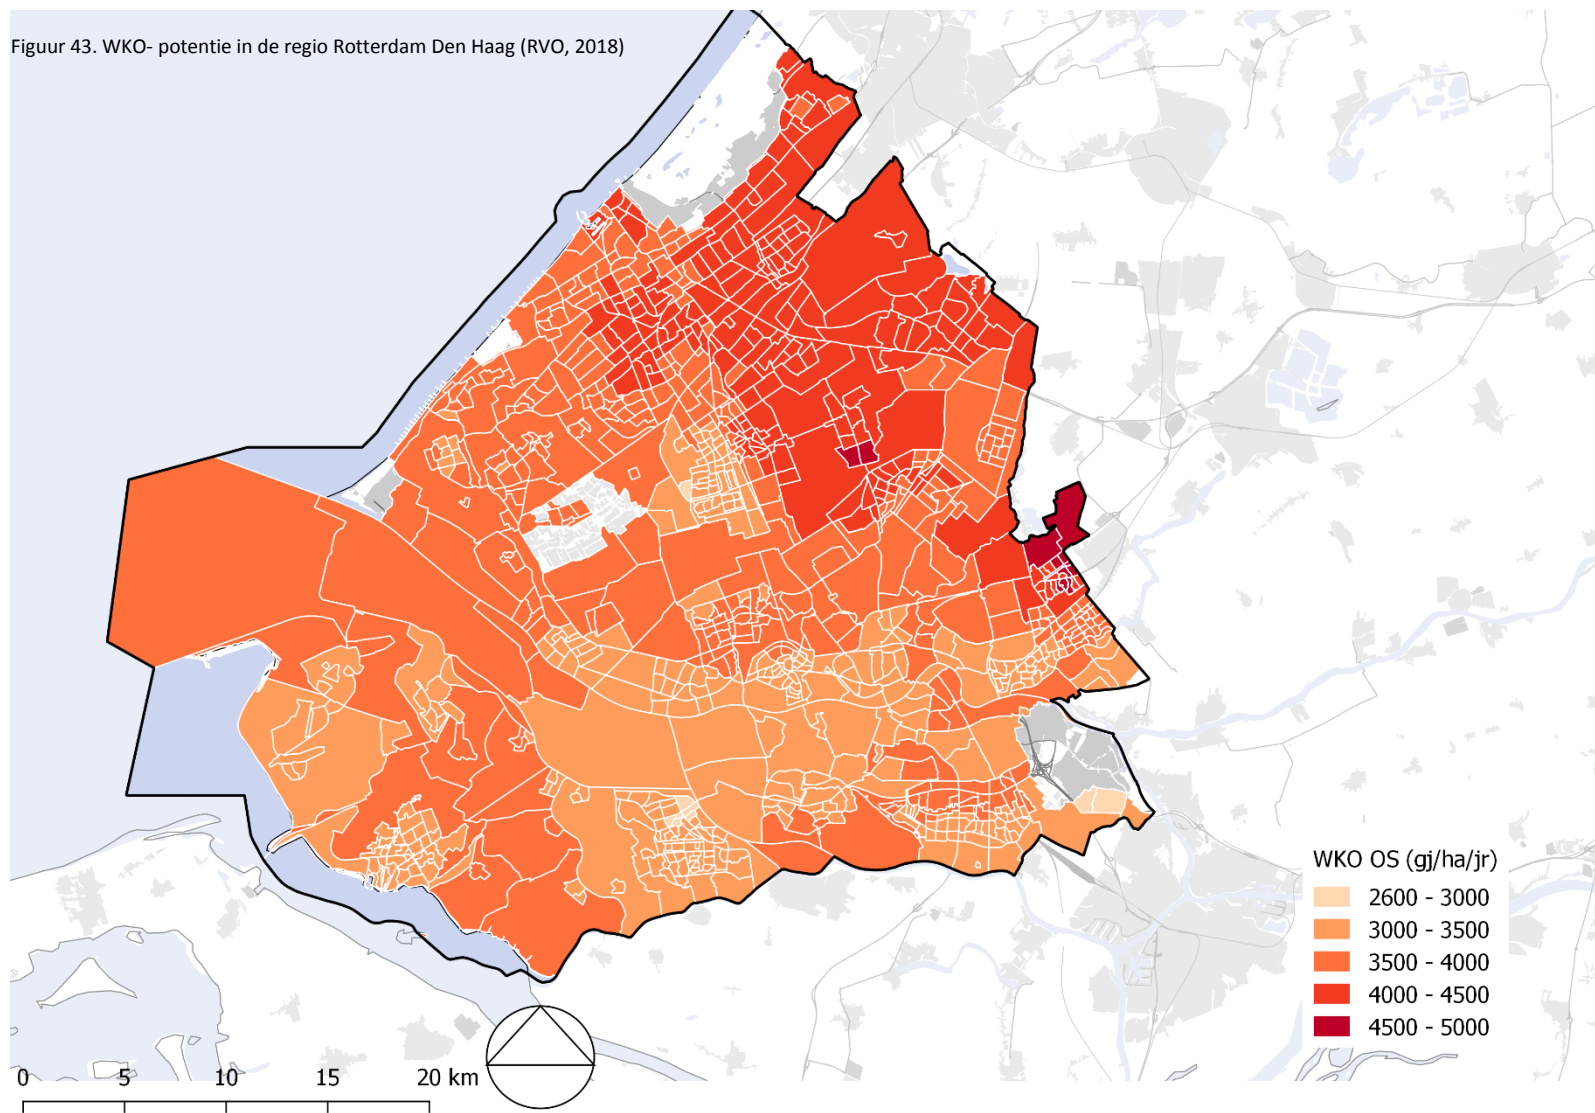 Figuur 43. WKO- potentie in de regio Rotterdam Den Haag (RVO, 2018)
WKO OS (gj/ha/jr)
2600 - 3000
3000 - 3500
3500 - 4000
4000 - 4500
4500 - 5000
0 5 10 15 20 km